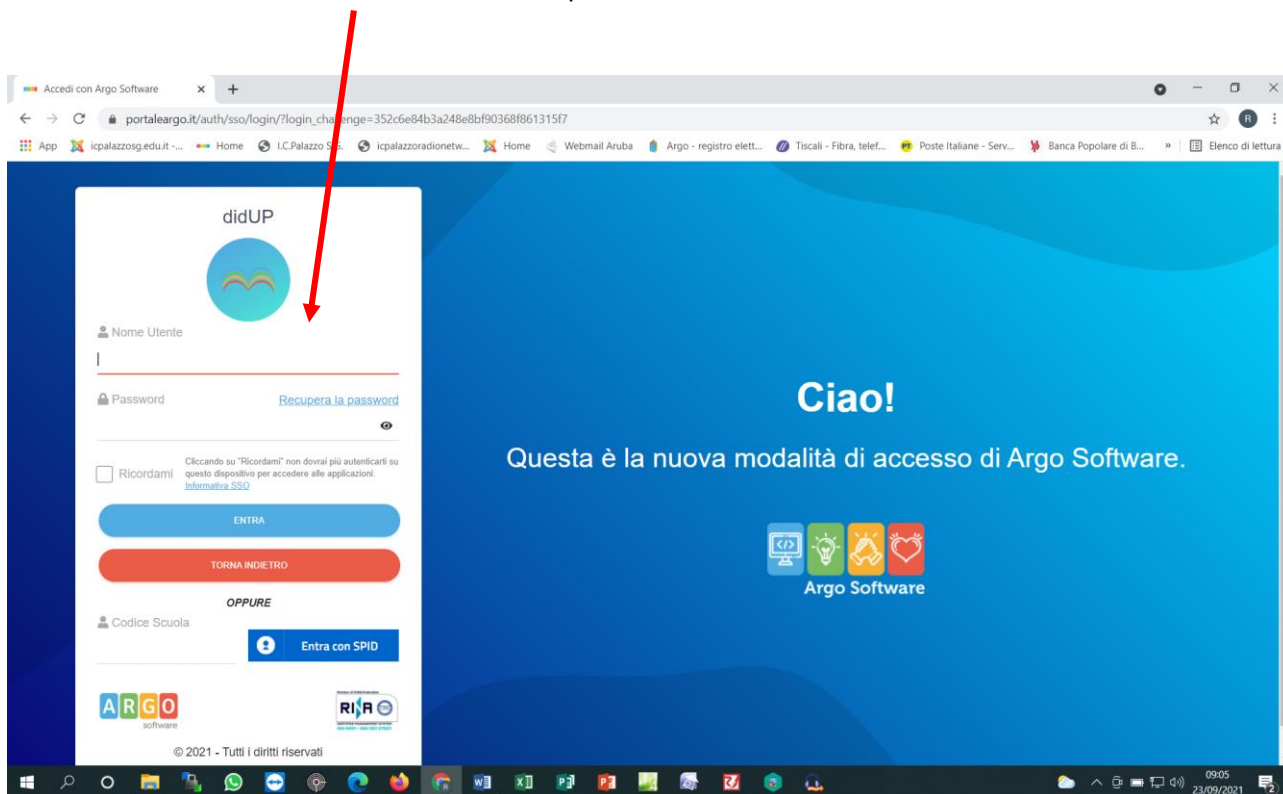 Accedi con Argo Software
portaleargo.it/auth/sso/login/?login_challenge=352c6e84b3a248e8bf90368f861315f7
R
App
icpalazzosg.edu.it -...
Home
I.C.Palazzo S.G.
icpalazzoradionetw...
Home
Webmail Aruba
Argo - registro elett...
Tiscali - Fibra, telef...
Poste Italiane - Serv...
Banca Popolare di B...
»
Elenco di lettura
didUP
Nome Utente
Password
Recupera la password
Ricordami
Cliccando su "Ricordami" non dovrai più autenticarti su
questo dispositivo per accedere alle applicazioni.
Informativa SSO
ENTRA
TORNA INDIETRO
OPPURE
Codice Scuola
Entra con SPID
ARGO
software
RINA
© 2021 - Tutti i diritti riservati
Ciao!
Questa è la nuova modalità di accesso di Argo Software.
Argo Software
09:05
23/09/2021
2